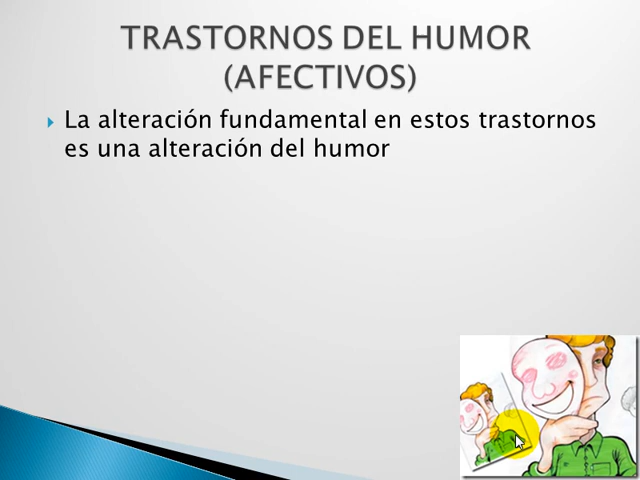 TRASTORNOS DEL HUMOR
(AFECTIVOS)
La alteración fundamental en estos trastornos
es una alteración del humor